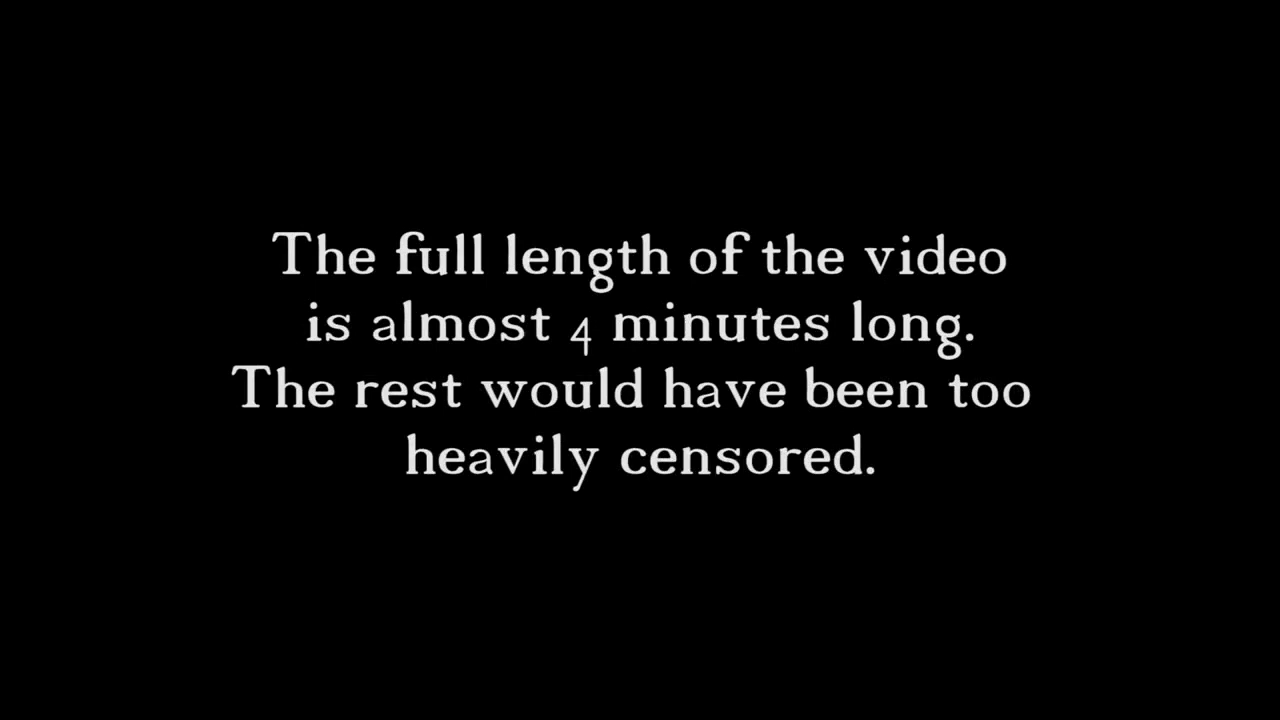 The full length of the video
is almost 4 minutes long.
The rest would have been too
heavily censored.